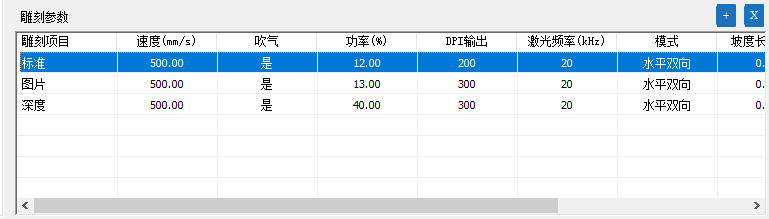 雕刻参数 + X
雕刻项目 速度(mm/s) 吹气 功率(%) DPI输出 激光频率(kHz) 模式 坡度长
标准 500.00 是 12.00 200 20 水平双向 0.
图片 500.00 是 13.00 300 20 水平双向 0.
深度 500.00 是 40.00 300 20 水平双向 0.